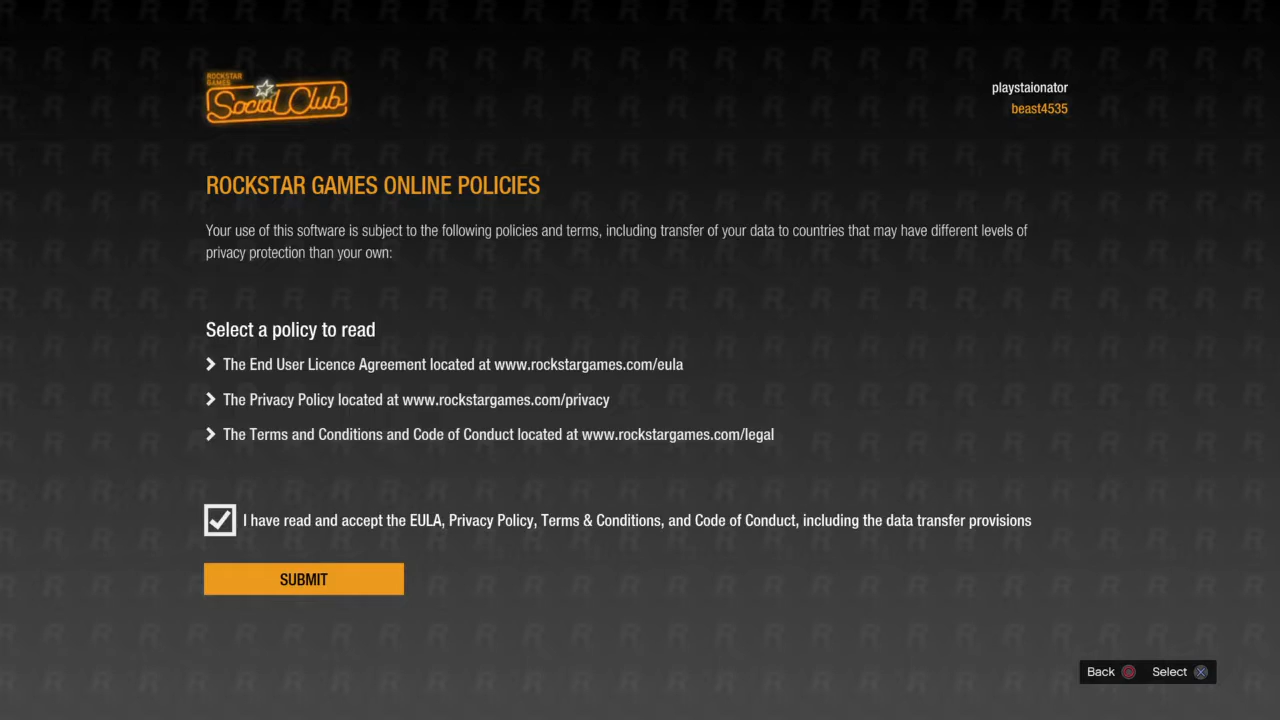 ROCKSTAR
GAMES
Social Club
playstaionator
beast4535
ROCKSTAR GAMES ONLINE POLICIES
Your use of this software is subject to the following policies and terms, including transfer of your data to countries that may have different levels of
privacy protection than your own:
Select a policy to read
The End User Licence Agreement located at www.rockstargames.com/eula
The Privacy Policy located at www.rockstargames.com/privacy
The Terms and Conditions and Code of Conduct located at www.rockstargames.com/legal
I have read and accept the EULA, Privacy Policy, Terms & Conditions, and Code of Conduct, including the data transfer provisions
SUBMIT
Back Select